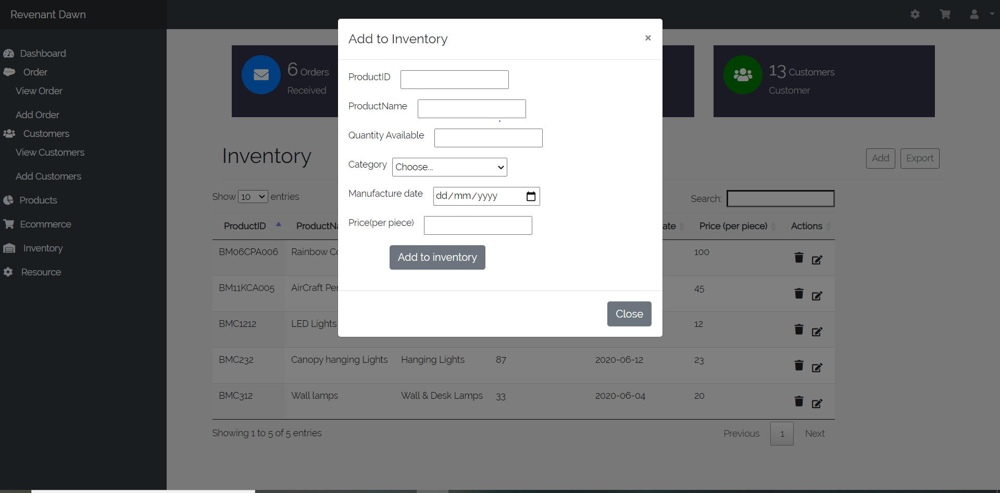 Revenant Dawn
Dashboard
Order
View Order
Add Order
Customers
View Customers
Add Customers
Products
Ecommerce
Inventory
Resource
6 Orders
Received
13 Customers
Customer
Inventory
Add Export
Show 10 entries
Search:
ProductID ProductNa ate Price (per piece) Actions
BM06CPA006 Rainbow Co 100
BM11KCA005 AirCraft Per 45
BMC1212 LED Lights 12
BMC232 Canopy hanging Lights Hanging Lights 87 2020-06-12 23
BMC312 Wall lamps Wall & Desk Lamps 33 2020-06-04 20
Showing 1 to 5 of 5 entries
Previous 1 Next
Add to Inventory ×
ProductID
ProductName
Quantity Available
Category Choose...
Manufacture date dd/mm/yyyy
Price(per piece)
Add to inventory
Close